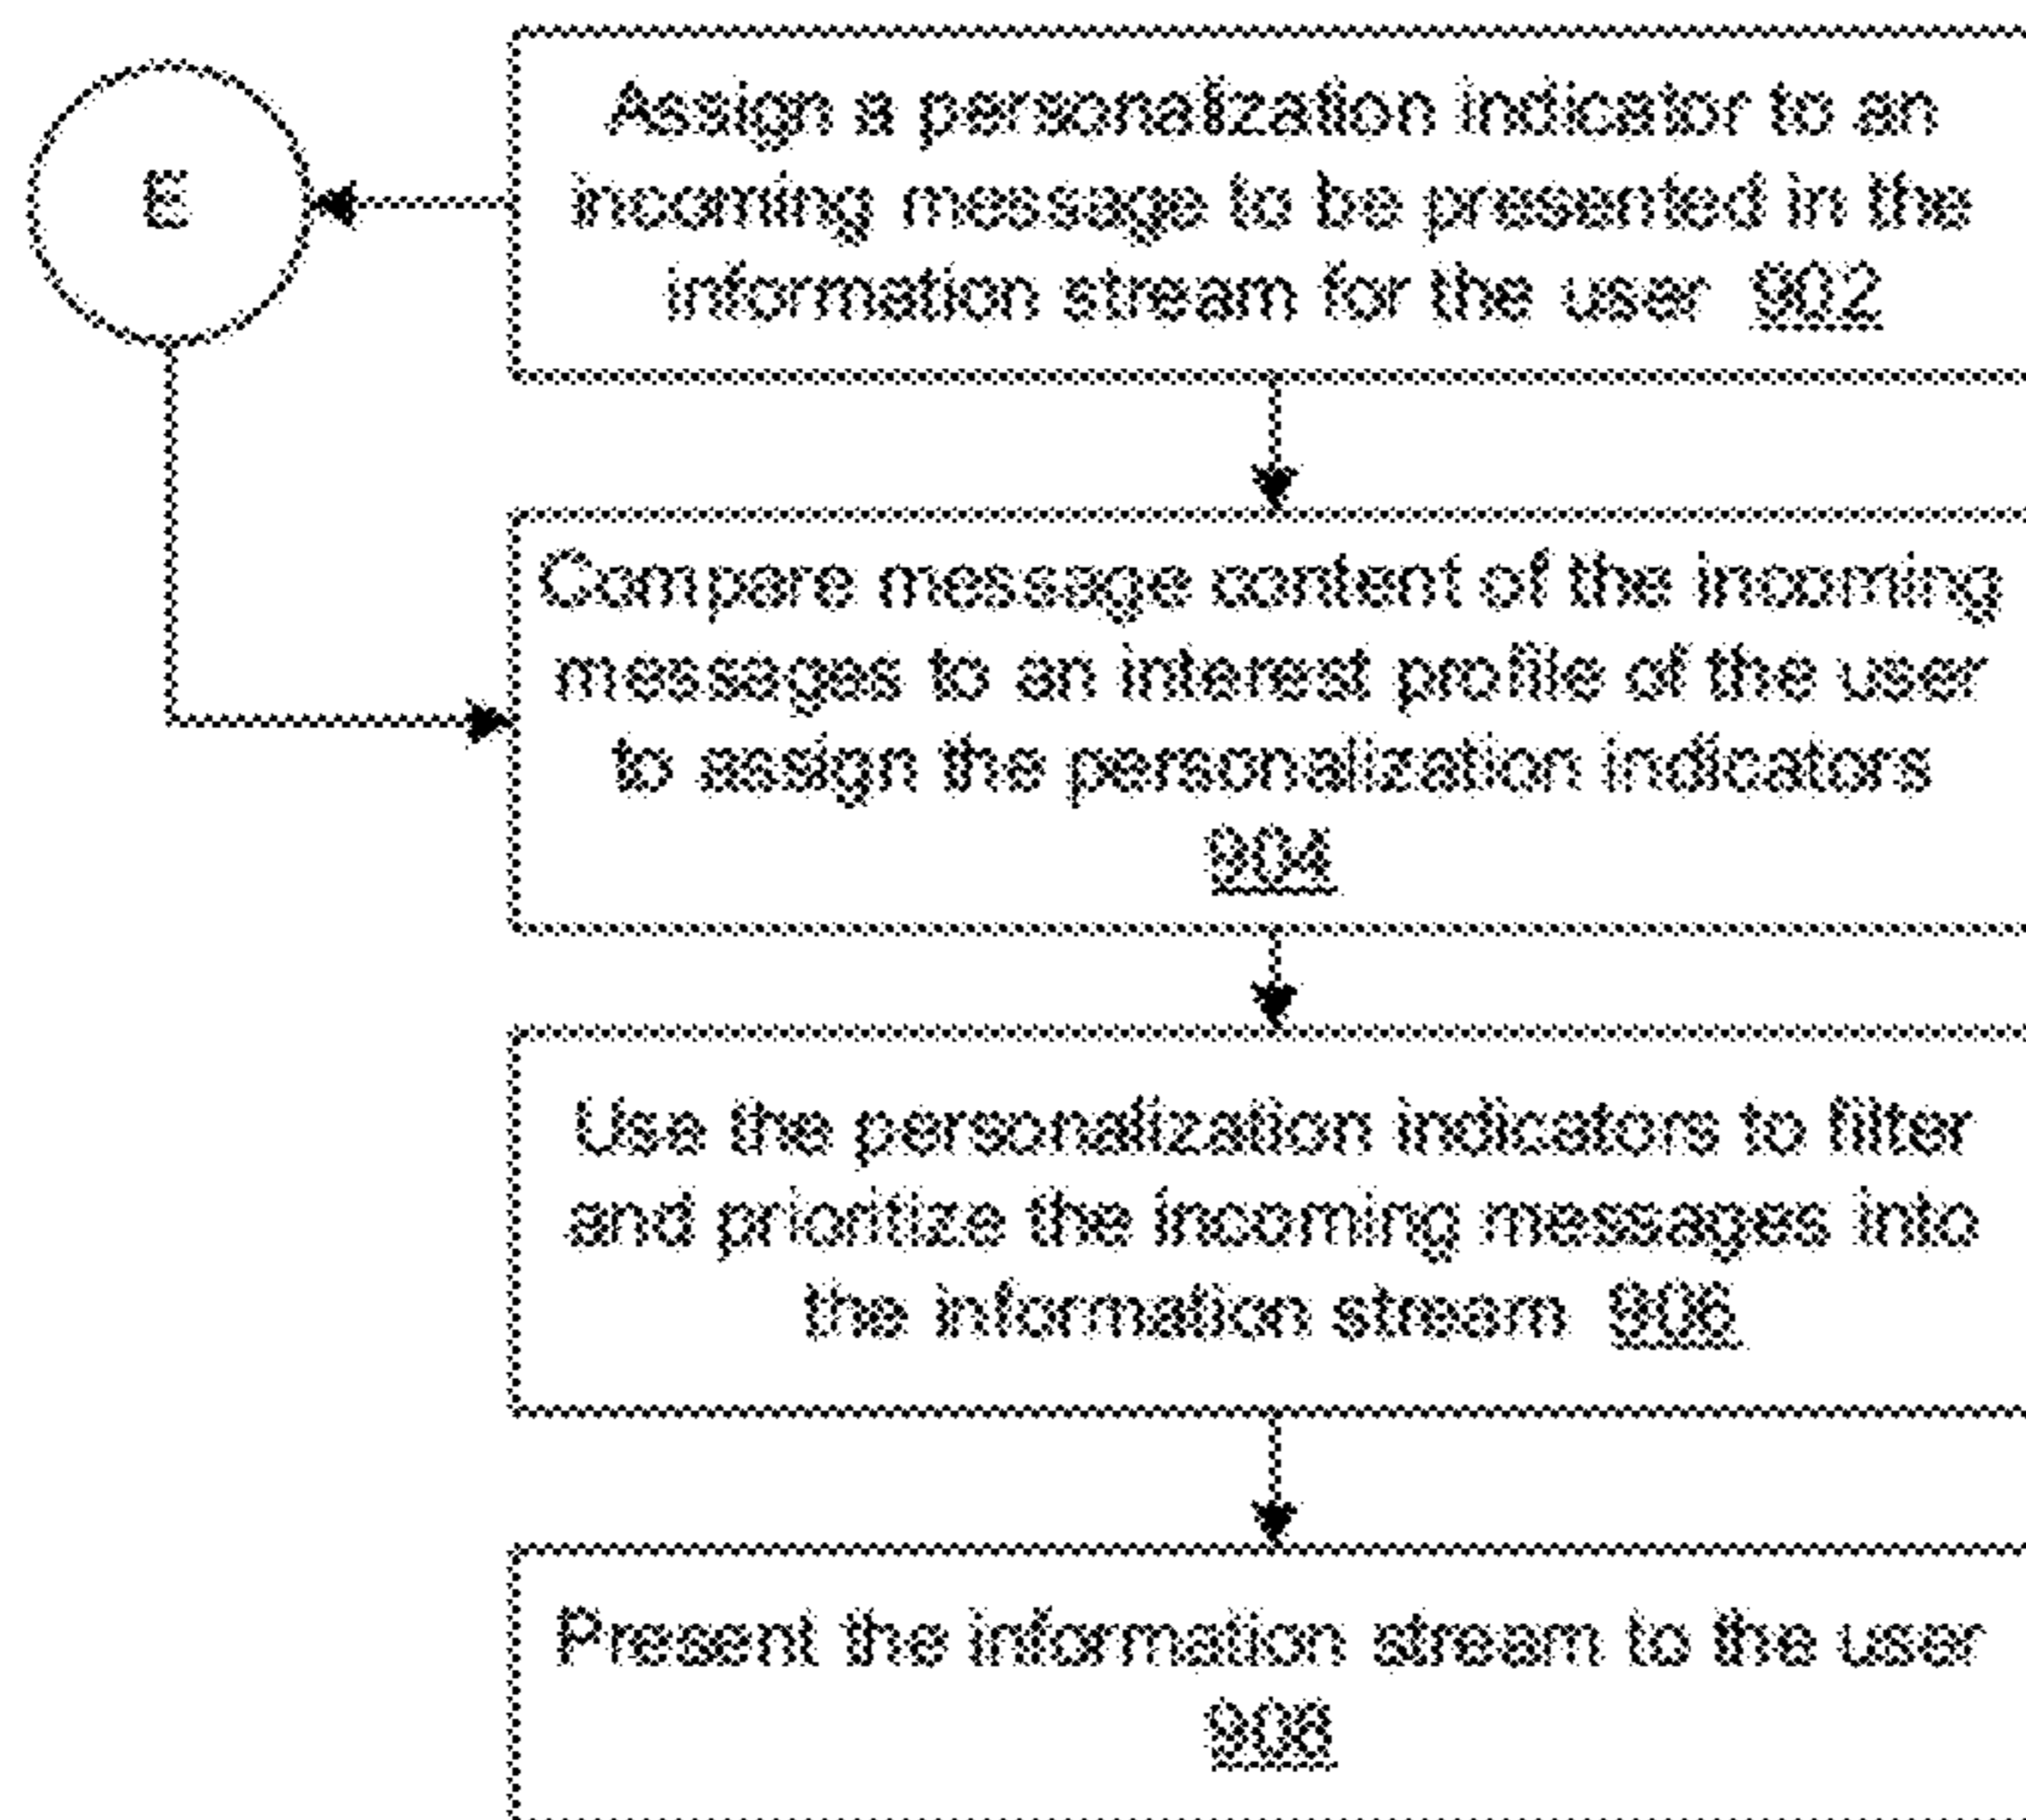 E
Assign a personalization indicator to an
incoming message to be presented in the
information stream for the user 902
Compare message content of the incoming
messages to an interest profile of the user
to assign the personalization indicators
904
Use the personalization indicators to filter
and prioritize the incoming messages into
the information stream 906
Present the information stream to the user
908